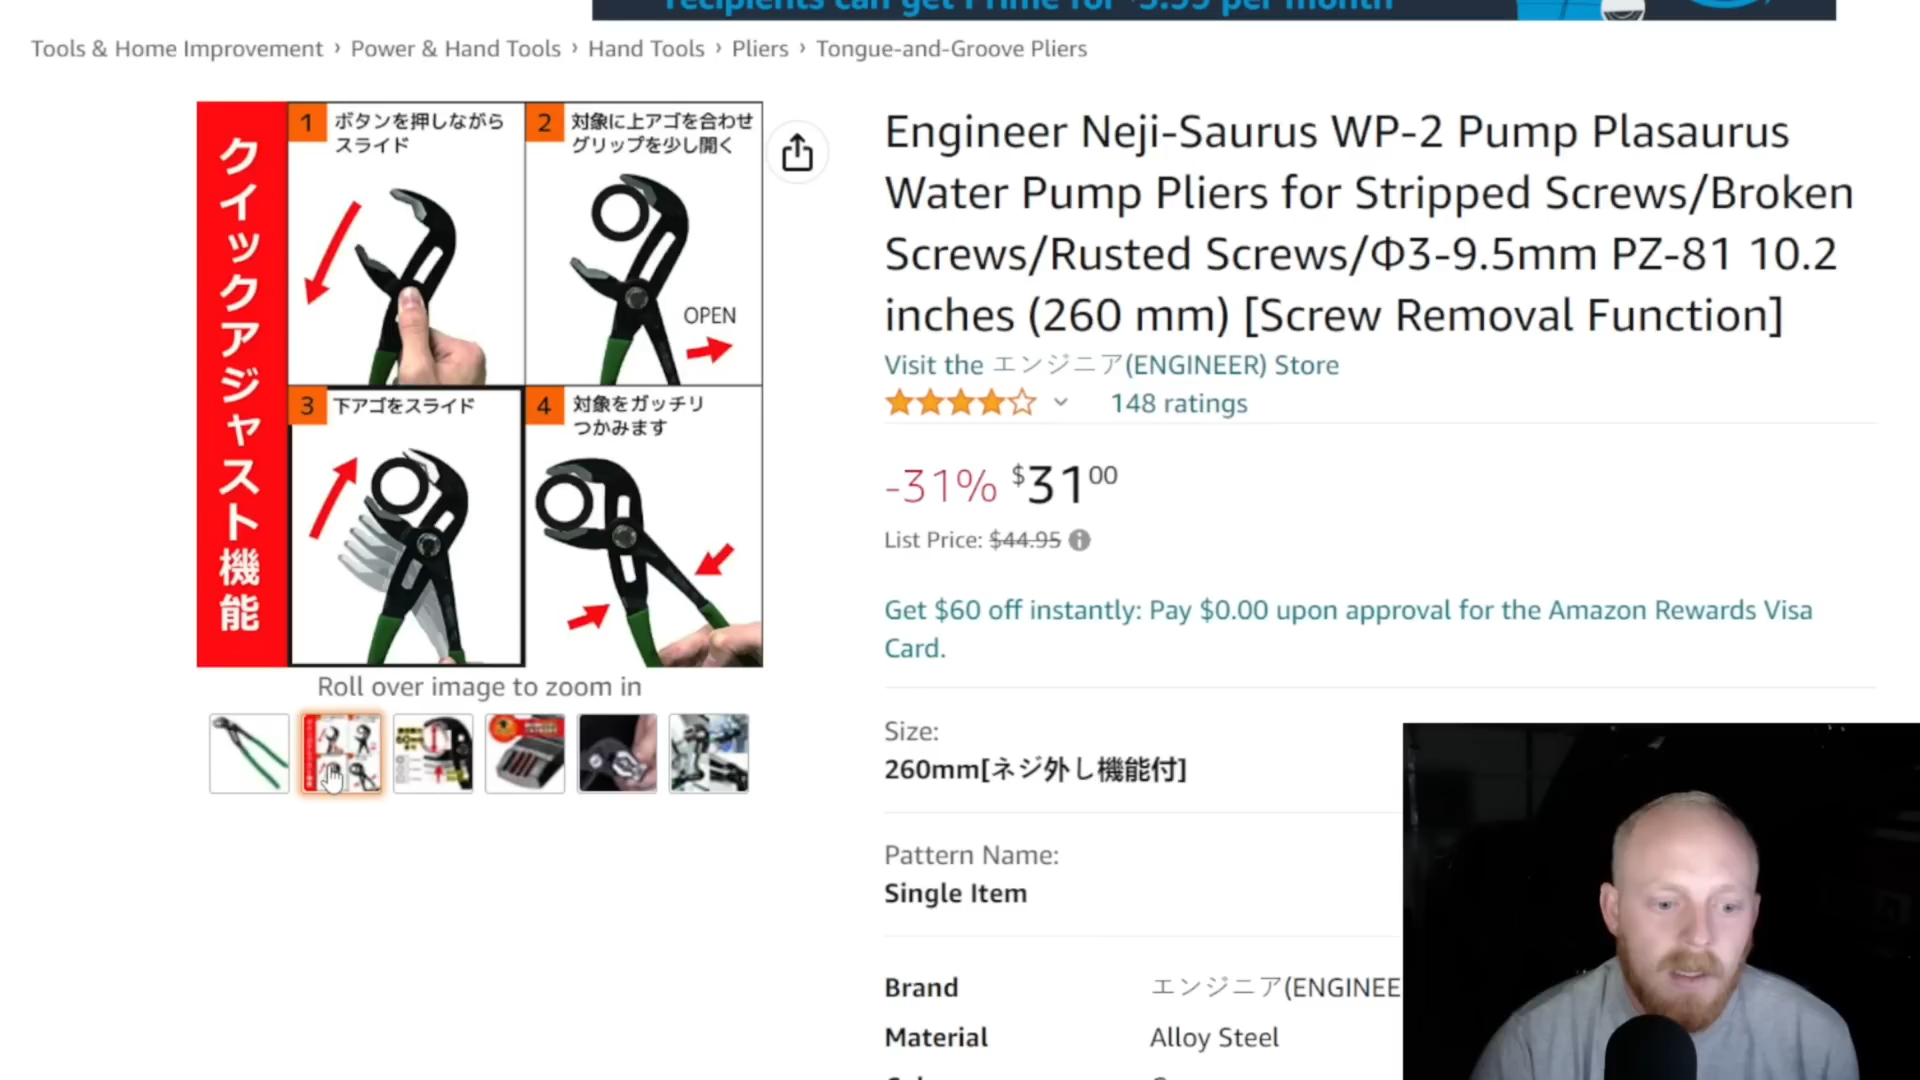 recipients can get Prime for $5.99 per month
Tools & Home Improvement › Power & Hand Tools › Hand Tools › Pliers › Tongue-and-Groove Pliers
クイックアジャスト機能
1 ボタンを押しながら
スライド
2 対象に上アゴを合わせ
グリップを少し開く
OPEN
3 下アゴをスライド
4 対象をガッチリ
つかみます
Roll over image to zoom in
Engineer Neji-Saurus WP-2 Pump Plasaurus
Water Pump Pliers for Stripped Screws/Broken
Screws/Rusted Screws/Φ3-9.5mm PZ-81 10.2
inches (260 mm) [Screw Removal Function]
Visit the エンジニア(ENGINEER) Store
148 ratings
-31% $3100
List Price: $44.95
Get $60 off instantly: Pay $0.00 upon approval for the Amazon Rewards Visa
Card.
Size:
260mm[ネジ外し機能付]
Pattern Name:
Single Item
Brand エンジニア(ENGINEE
Material Alloy Steel